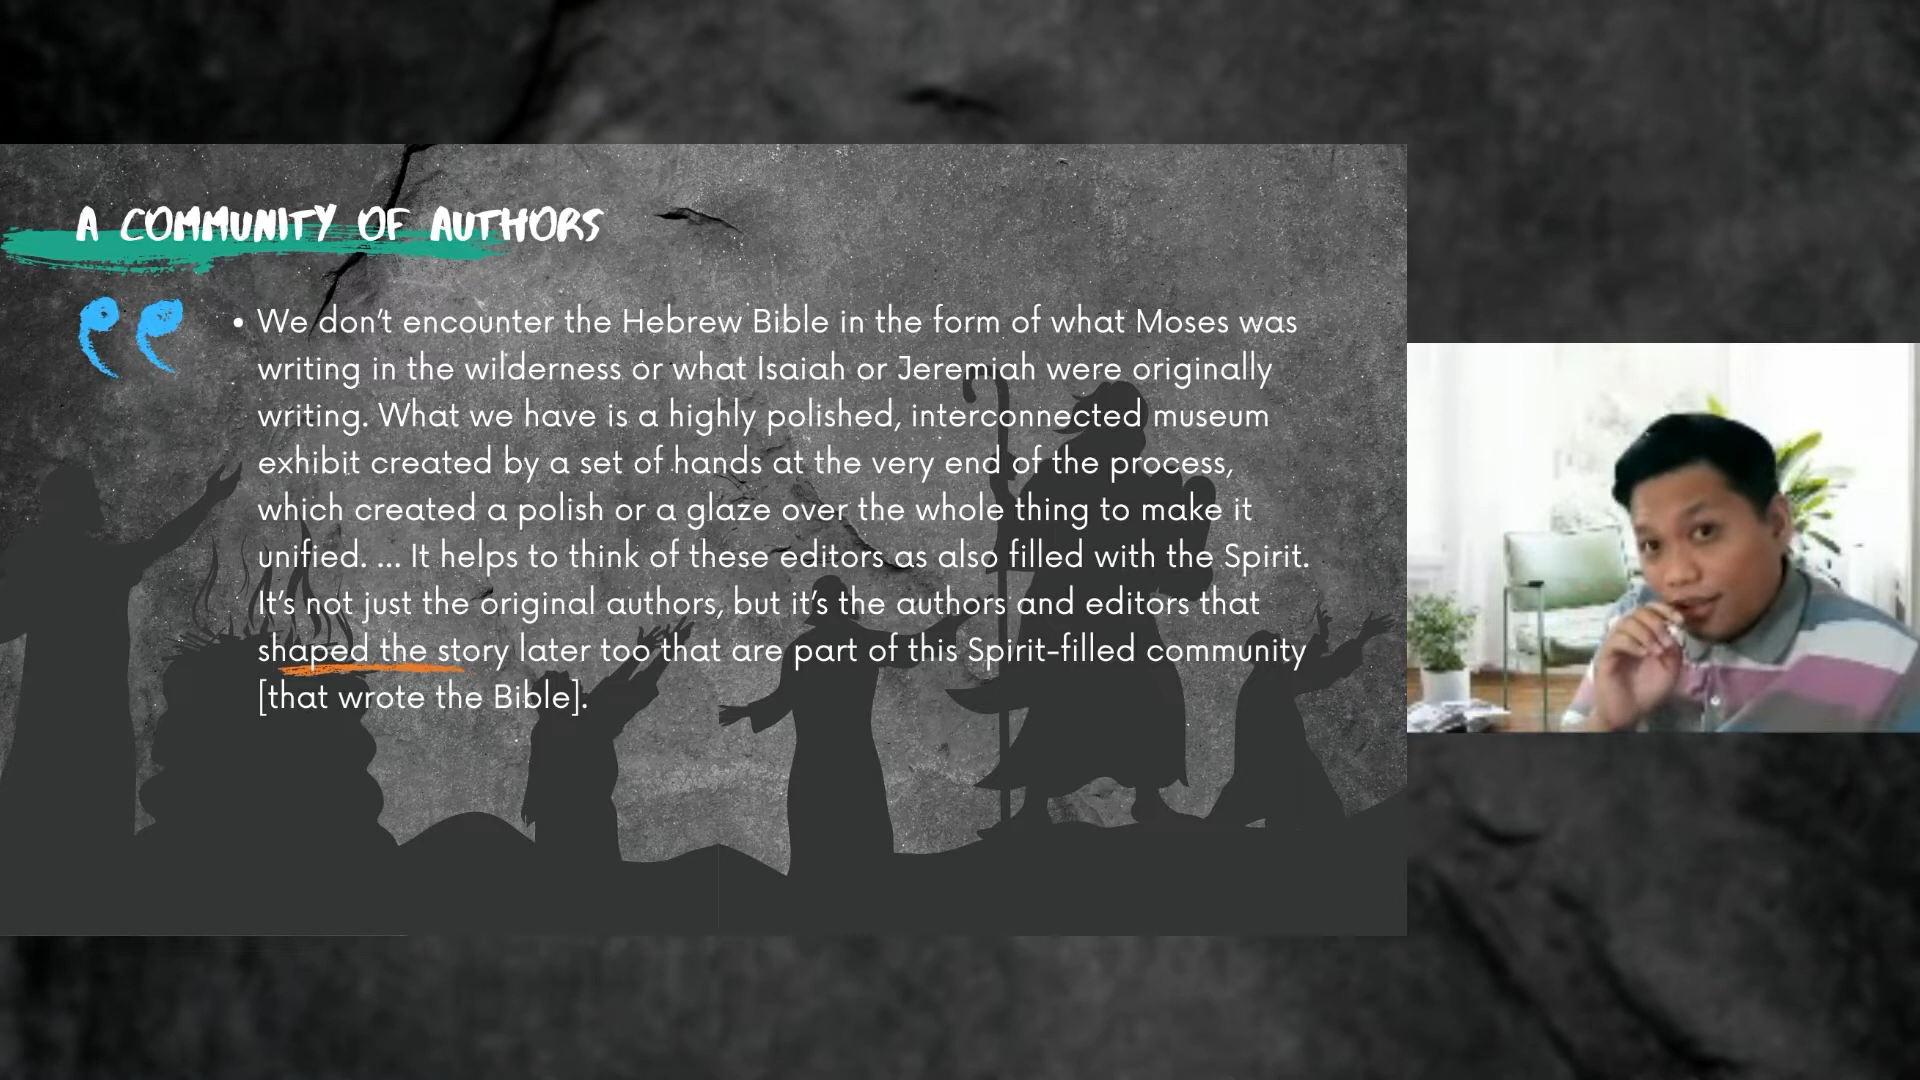 A COMMUNITY OF AUTHORS
• We don't encounter the Hebrew Bible in the form of what Moses was
writing in the wilderness or what Isaiah or Jeremiah were originally
writing. What we have is a highly polished, interconnected museum
exhibit created by a set of hands at the very end of the process,
which created a polish or a glaze over the whole thing to make it
unified. ... It helps to think of these editors as also filled with the Spirit.
It's not just the original authors, but it's the authors and editors that
shaped the story later too that are part of this Spirit-filled community
[that wrote the Bible].